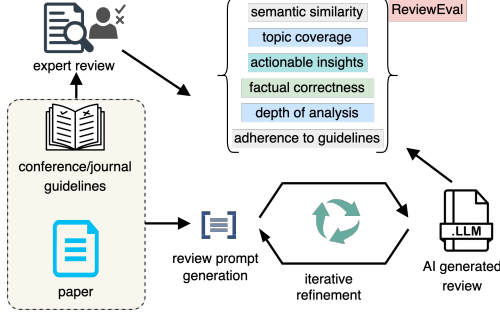 semantic similarity
ReviewEval
topic coverage
actionable insights
factual correctness
depth of analysis
adherence to guidelines
expert review
conference/journal
guidelines
paper
review prompt
generation
iterative
refinement
.LLM
AI generated
review